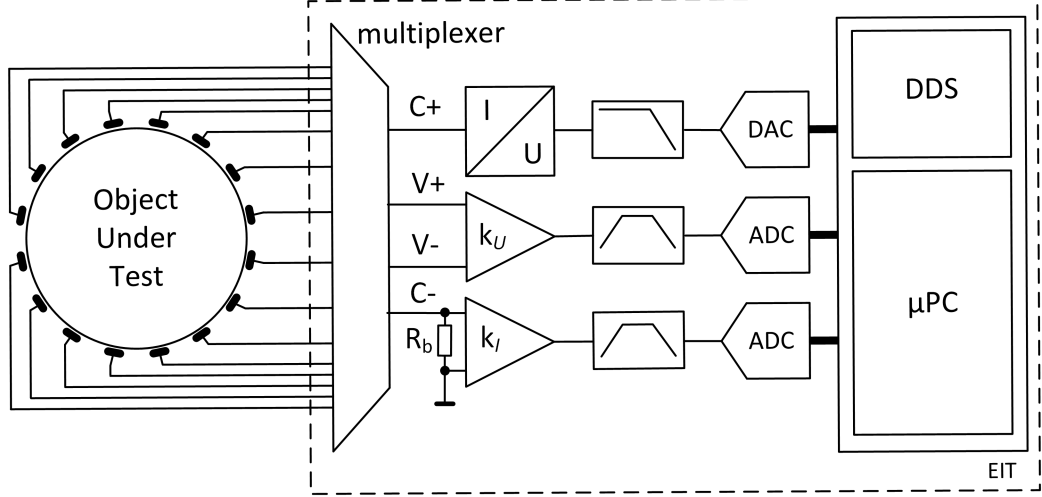 multiplexer
Object
Under
Test
C+
I
U
DAC
DDS
V+
V-
k_U
ADC
C-
R_b
k_I
ADC
µPC
EIT